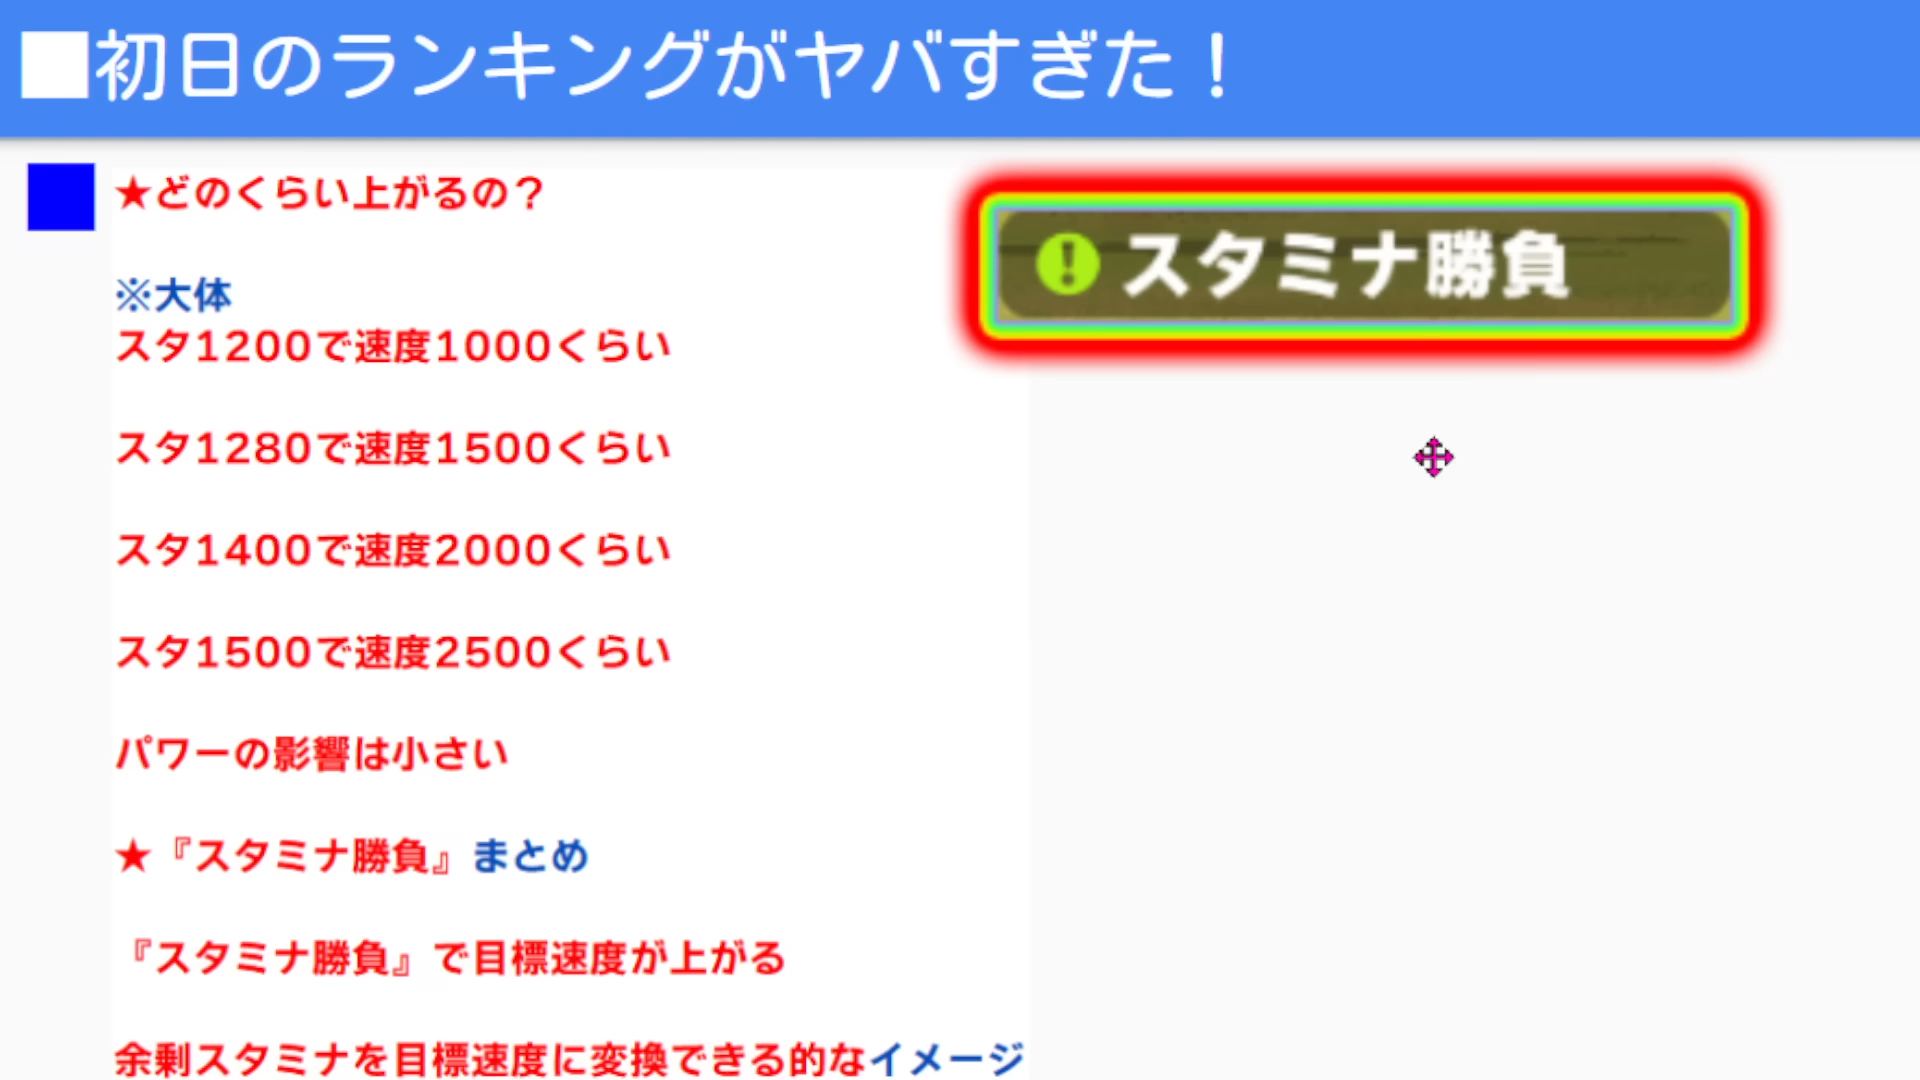 ■初日のランキングがヤバすぎた！
★どのくらい上がるの？
スタミナ勝負
※大体
スタ1200で速度1000くらい
スタ1280で速度1500くらい
スタ1400で速度2000くらい
スタ1500で速度2500くらい
パワーの影響は小さい
★『スタミナ勝負』まとめ
『スタミナ勝負』で目標速度が上がる
余剰スタミナを目標速度に変換できる的なイメージ